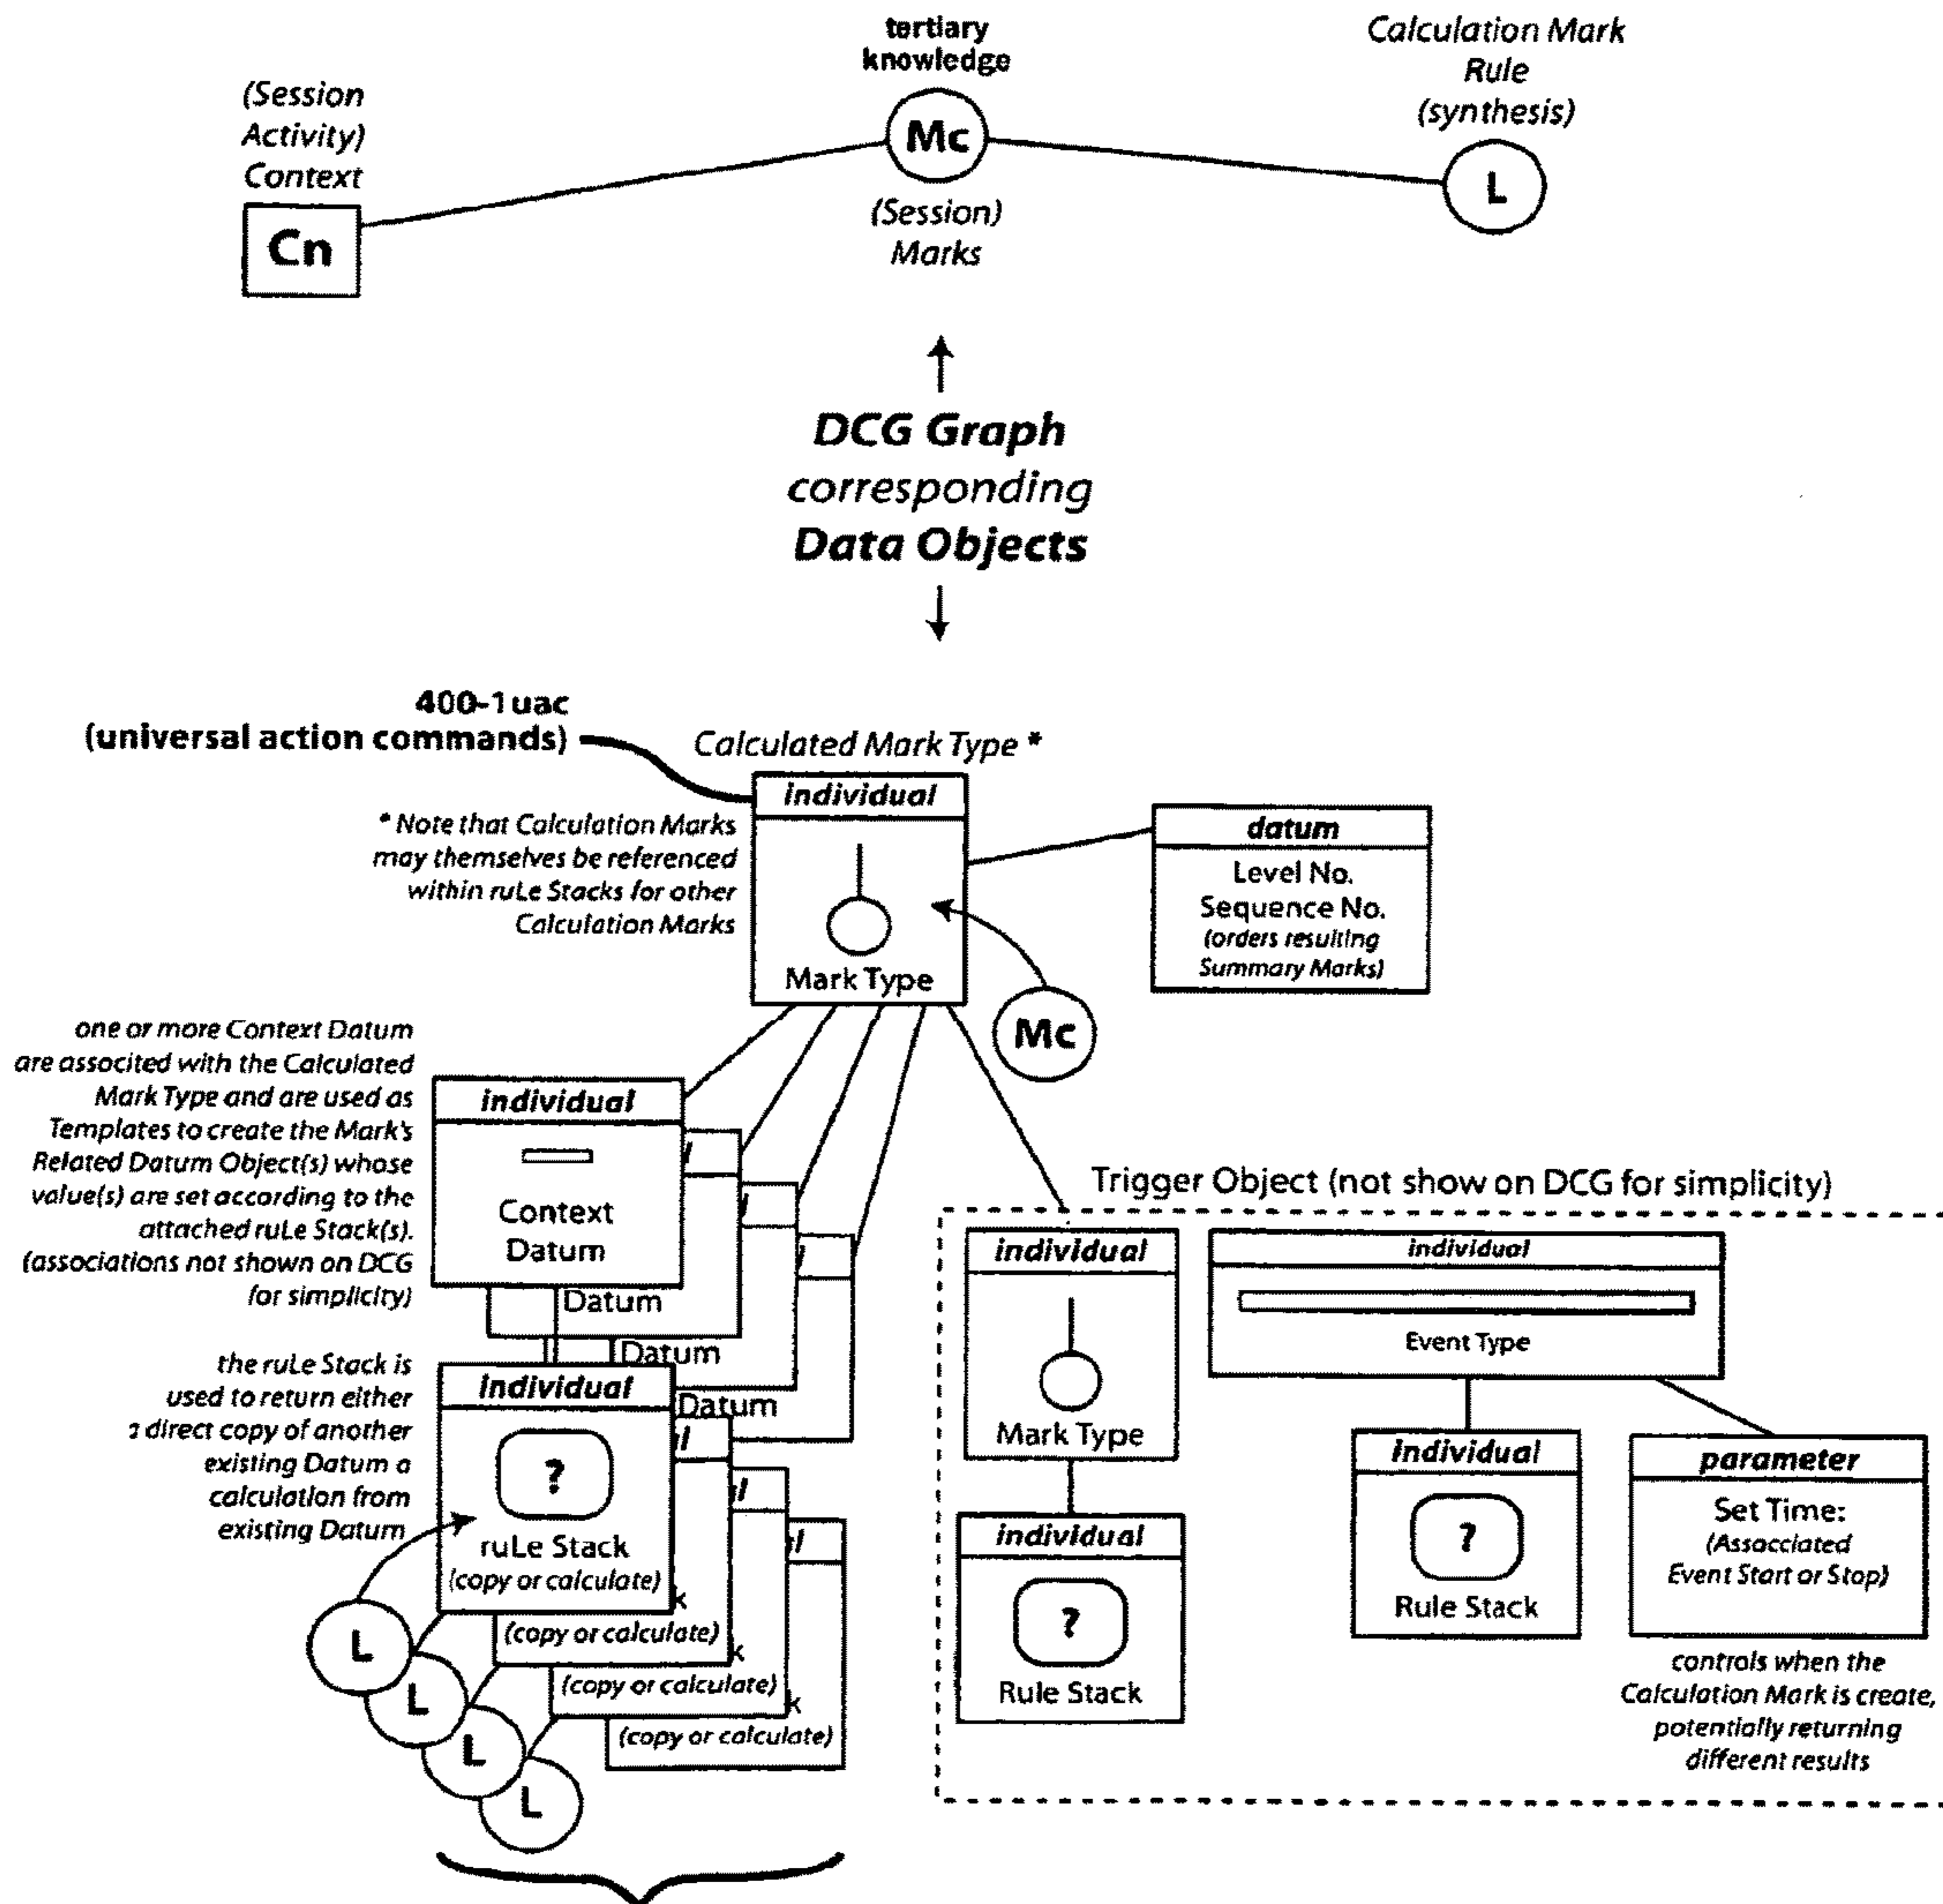 tertiary
knowledge
Calculation Mark
Rule
(synthesis)
(Session
Activity)
Context
Mc
L
Cn
(Session)
Marks
DCG Graph
corresponding
Data Objects
400-1uac
(universal action commands)
Calculated Mark Type *
individual
Mark Type
* Note that Calculation Marks
may themselves be referenced
within ruLe Stacks for other
Calculation Marks
datum
Level No.
Sequence No.
(orders resulting
Summary Marks)
Mc
one or more Context Datum
are associted with the Calculated
Mark Type and are used as
Templates to create the Mark's
Related Datum Object(s) whose
value(s) are set according to the
attached ruLe Stack(s).
(associations not shown on DCG
for simplicity)
individual
Context
Datum
Datum
Datum
Datum
the ruLe Stack is
used to return either
a direct copy of another
existing Datum a
calculation from
existing Datum
individual
?
ruLe Stack
(copy or calculate)
(copy or calculate)
(copy or calculate)
(copy or calculate)
L
L
L
L
Trigger Object (not show on DCG for simplicity)
individual
Mark Type
individual
?
Rule Stack
individual
Event Type
individual
?
Rule Stack
parameter
Set Time:
(Assacciated
Event Start or Stop)
controls when the
Calculation Mark is create,
potentially returning
different results